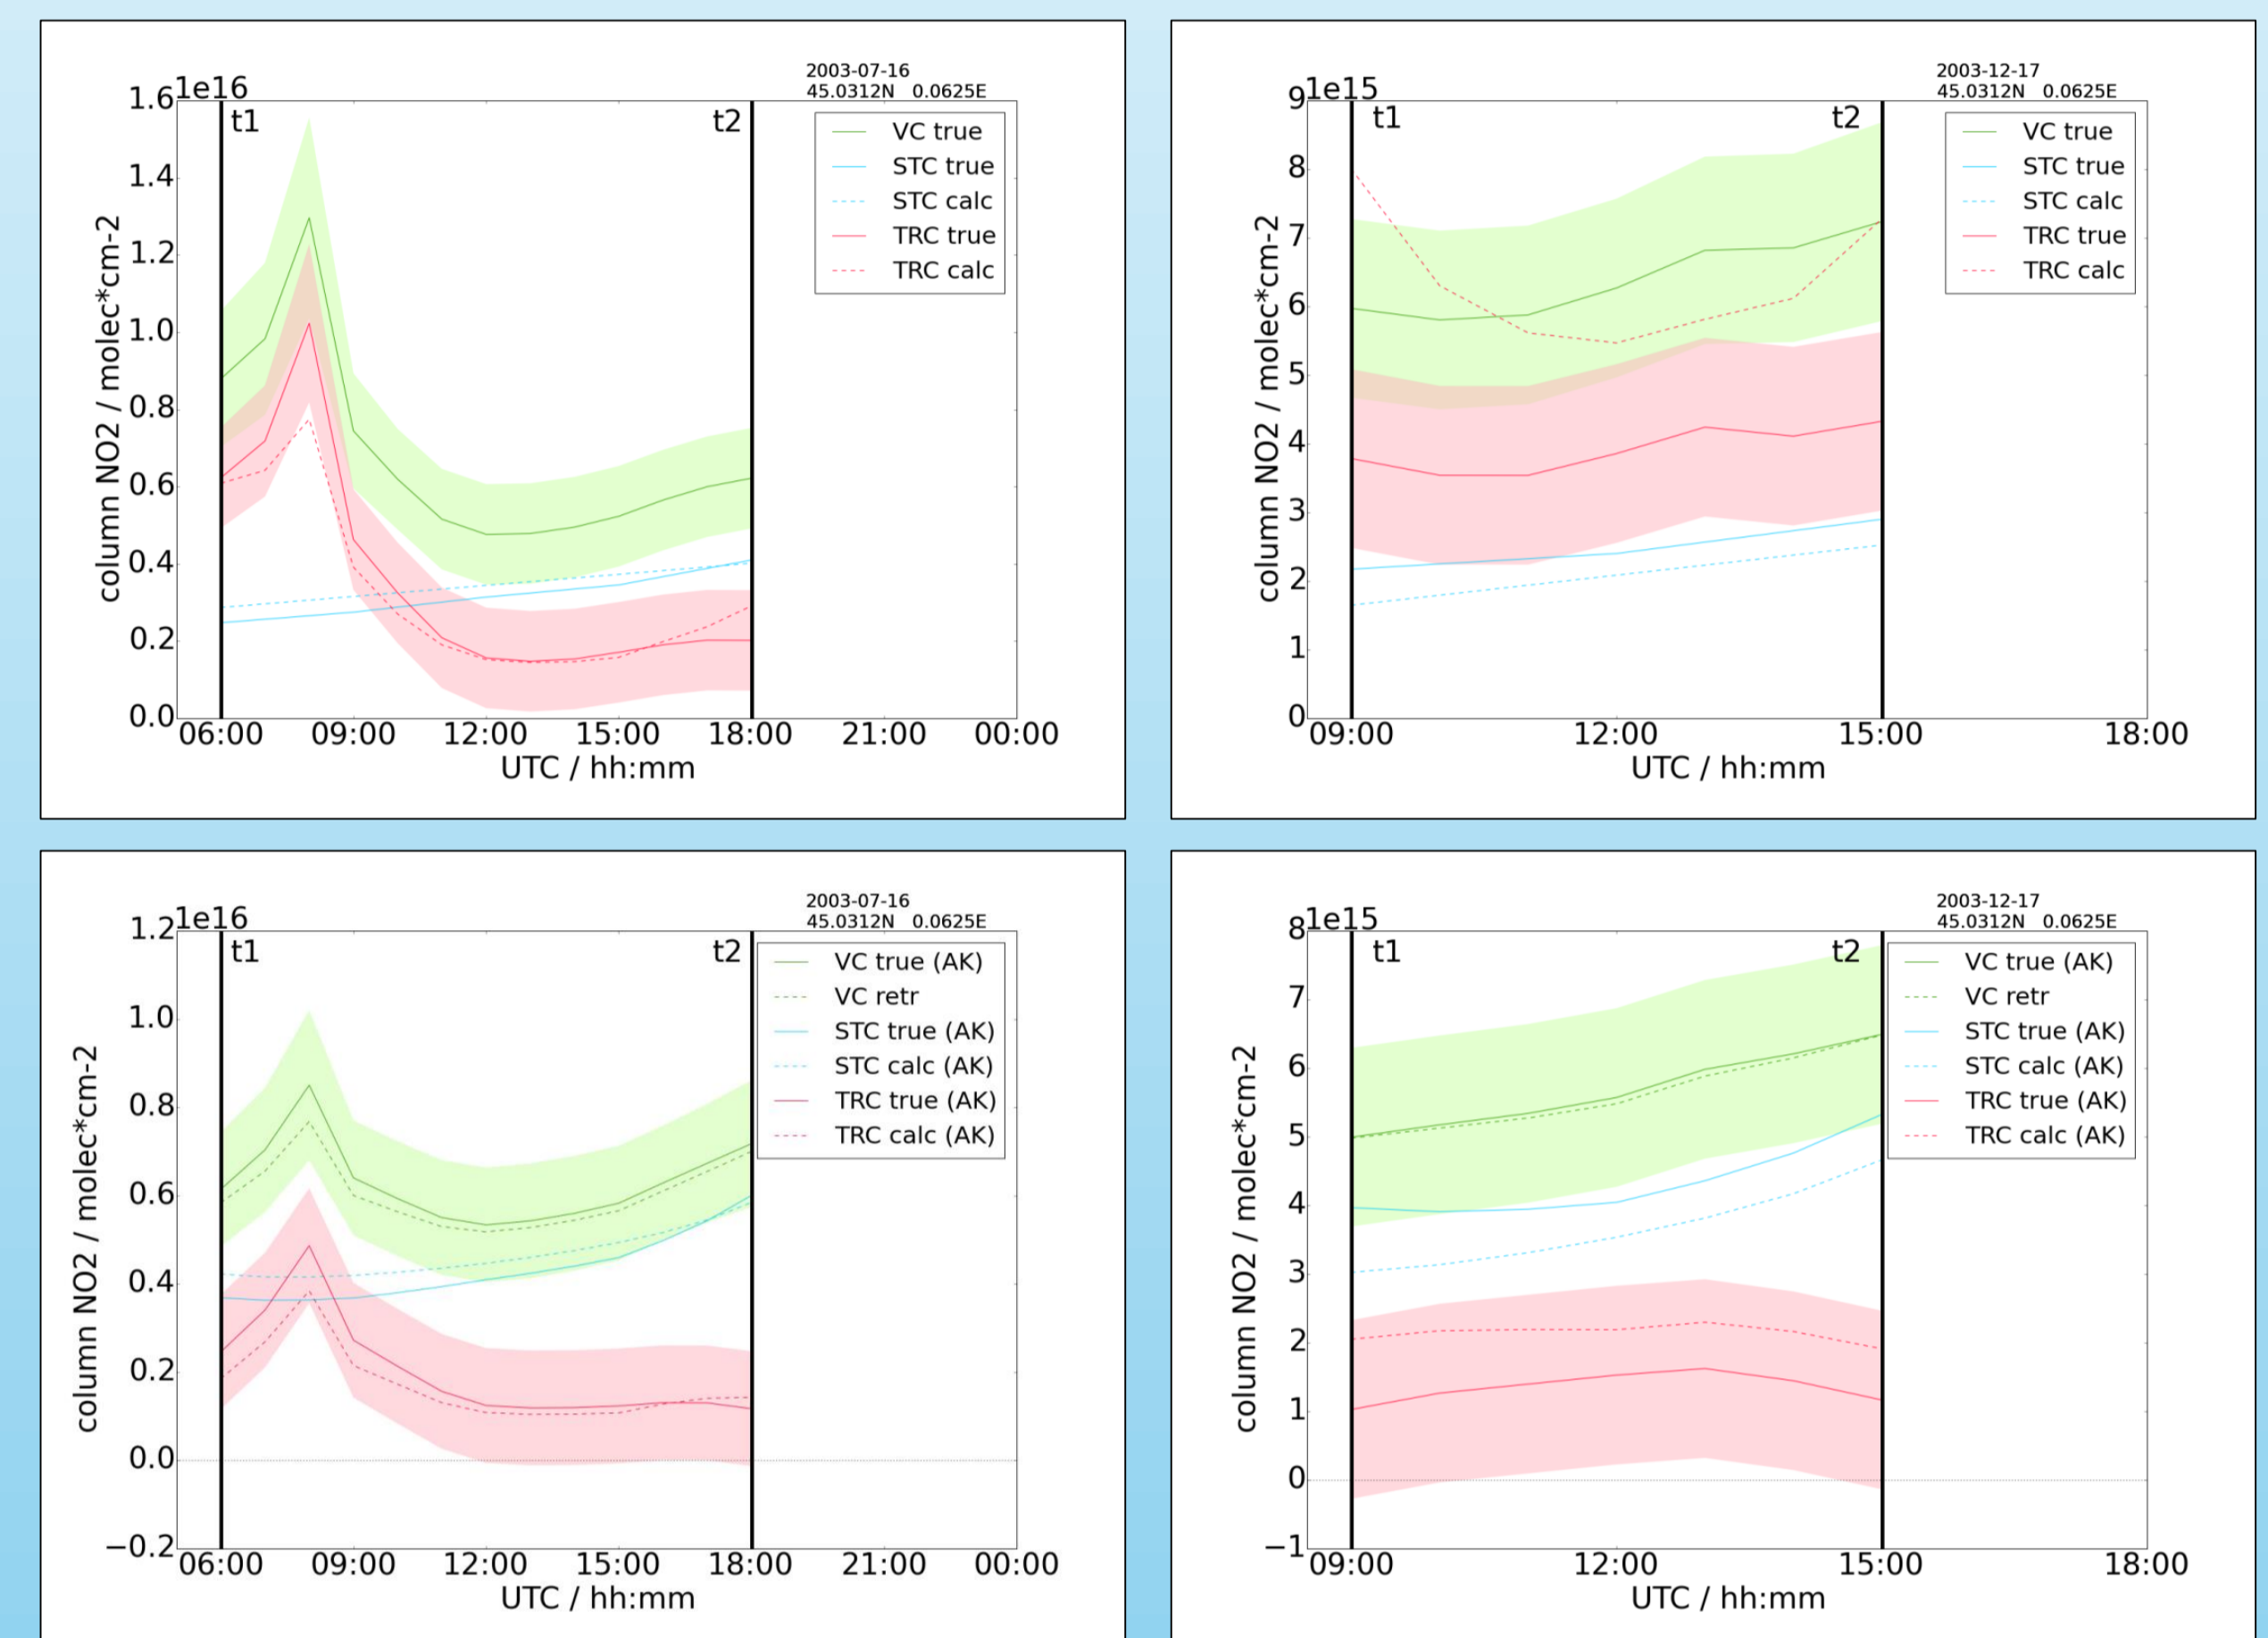 2003-07-16
45.0312N 0.0625E
1e16
t1
t2
VC true
STC true
STC calc
TRC true
TRC calc
1.6
1.4
1.2
1.0
0.8
0.6
0.4
0.2
0.0
column NO2 / molec*cm-2
06:00 09:00 12:00 15:00 18:00 21:00 00:00
UTC / hh:mm
2003-12-17
45.0312N 0.0625E
1e15
t1
t2
VC true
STC true
STC calc
TRC true
TRC calc
9
8
7
6
5
4
3
2
1
0
column NO2 / molec*cm-2
09:00 12:00 15:00 18:00
UTC / hh:mm
2003-07-16
45.0312N 0.0625E
1e16
t1
t2
VC true (AK)
VC retr
STC true (AK)
STC calc (AK)
TRC true (AK)
TRC calc (AK)
1.2
1.0
0.8
0.6
0.4
0.2
0.0
−0.2
column NO2 / molec*cm-2
06:00 09:00 12:00 15:00 18:00 21:00 00:00
UTC / hh:mm
2003-12-17
45.0312N 0.0625E
1e15
t1
t2
VC true (AK)
VC retr
STC true (AK)
STC calc (AK)
TRC true (AK)
TRC calc (AK)
8
7
6
5
4
3
2
1
0
−1
column NO2 / molec*cm-2
09:00 12:00 15:00 18:00
UTC / hh:mm